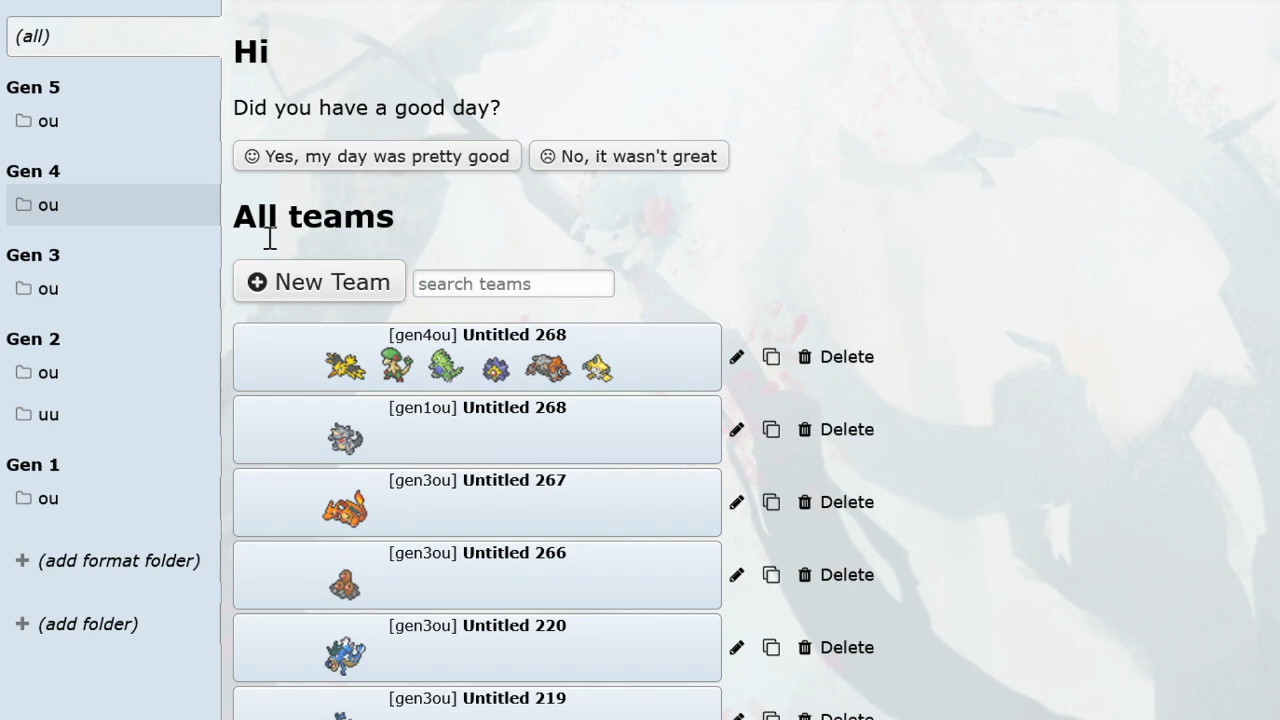 (all)
Gen 5
ou
Gen 4
ou
Gen 3
ou
Gen 2
ou
uu
Gen 1
ou
(add format folder)
(add folder)
Hi
Did you have a good day?
Yes, my day was pretty good No, it wasn't great
All teams
New Team search teams
[gen4ou] Untitled 268
Delete
[gen1ou] Untitled 268
Delete
[gen3ou] Untitled 267
Delete
[gen3ou] Untitled 266
Delete
[gen3ou] Untitled 220
Delete
[gen3ou] Untitled 219
Delete